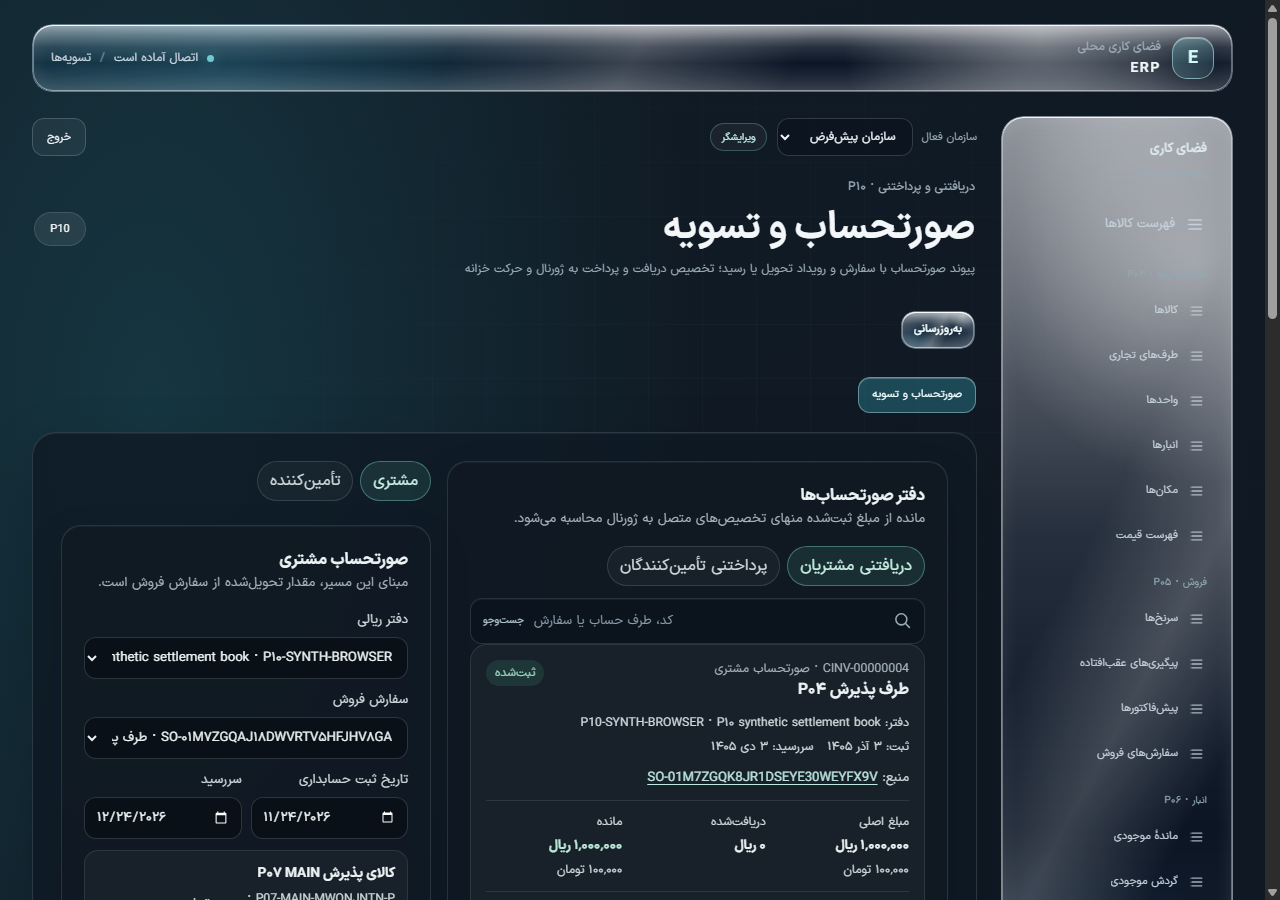 E
فضای کاری محلی
ERP
اتصال آماده است / تسویه‌ها
فضای کاری
فهرست کالاها
کالاها
طرف‌های تجاری
واحدها
انبارها
مکان‌ها
فهرست قیمت
فروش · P۰۵
سرنخ‌ها
پیگیری‌های عقب‌افتاده
پیش‌فاکتورها
سفارش‌های فروش
انبار · P۰۶
ماندهٔ موجودی
گردش موجودی
سازمان فعال
سازمان پیش‌فرض
ویرایشگر
خروج
دریافتنی و پرداختنی · P۱۰
صورتحساب و تسویه
P10
پیوند صورتحساب با سفارش و رویداد تحویل یا رسید؛ تخصیص دریافت و پرداخت به ژورنال و حرکت خزانه
به‌روزرسانی
صورتحساب و تسویه
دفتر صورتحساب‌ها
مانده از مبلغ ثبت‌شده منهای تخصیص‌های متصل به ژورنال محاسبه می‌شود.
دریافتنی مشتریان
پرداختنی تأمین‌کنندگان
کد، طرف حساب یا سفارش
جست‌وجو
CINV-00000004 · صورتحساب مشتری
ثبت‌شده
طرف پذیرش P۰۴
دفتر: P10-SYNTH-BROWSER · P۱۰ synthetic settlement book
ثبت: ۳ آذر ۱۴۰۵ سررسید: ۳ دی ۱۴۰۵
منبع: SO-01M7ZGQK8JR1DSEYE30WEYFX9V
مبلغ اصلی
دریافت‌شده
مانده
۱,۰۰۰,۰۰۰ ریال
۰ ریال
۱,۰۰۰,۰۰۰ ریال
۱۰۰,۰۰۰ تومان
۱۰۰,۰۰۰ تومان
مشتری
تأمین‌کننده
صورتحساب مشتری
مبنای این مسیر، مقدار تحویل‌شده از سفارش فروش است.
دفتر ریالی
P۱۰-SYNTH-BROWSER · nthetic settlement book
سفارش فروش
SO-۰۱M۷ZGQAJ۱۸DWVRTV۵HFJHV۸GA · طرف پ
تاریخ ثبت حسابداری
سررسید
۱۱/۲۴/۲۰۲۶
۱۲/۲۴/۲۰۲۶
کالای پذیرش P۰۷ MAIN